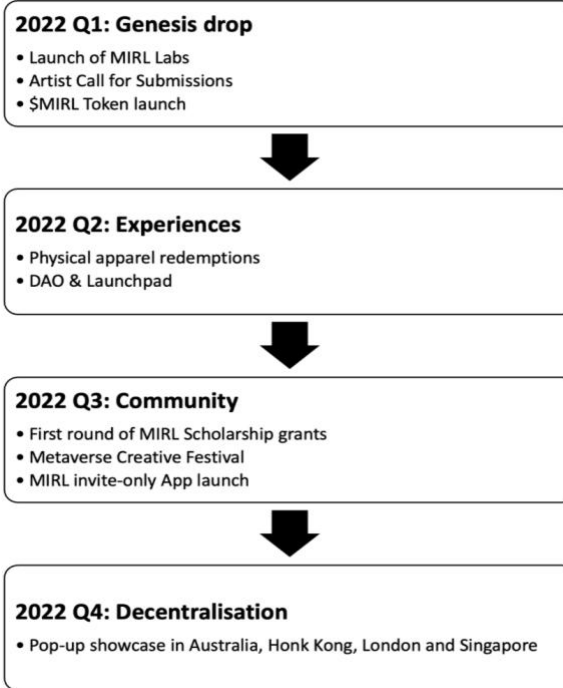 2022 Q1: Genesis drop
• Launch of MIRL Labs
• Artist Call for Submissions
• $MIRL Token launch
2022 Q2: Experiences
• Physical apparel redemptions
• DAO & Launchpad
2022 Q3: Community
• First round of MIRL Scholarship grants
• Metaverse Creative Festival
• MIRL invite-only App launch
2022 Q4: Decentralisation
• Pop-up showcase in Australia, Honk Kong, London and Singapore